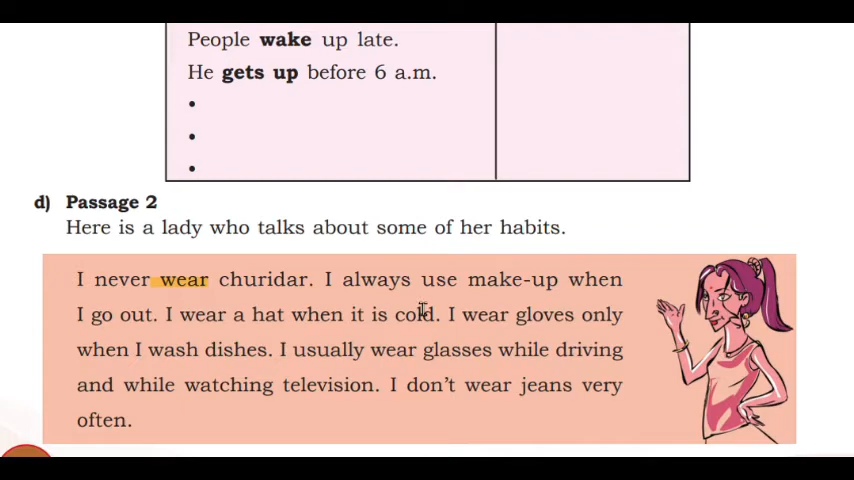 People wake up late.
He gets up before 6 a.m.
•
•
•
d) Passage 2
Here is a lady who talks about some of her habits.
I never wear churidar. I always use make-up when
I go out. I wear a hat when it is cold. I wear gloves only
when I wash dishes. I usually wear glasses while driving
and while watching television. I don't wear jeans very
often.